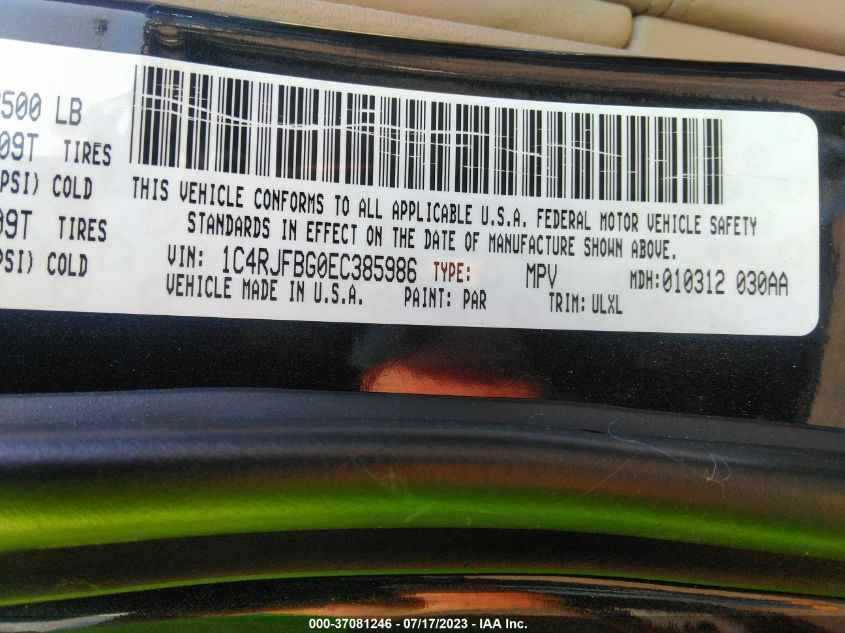 500 LB
09T TIRES
PSI) COLD
09T TIRES
PSI) COLD
THIS VEHICLE CONFORMS TO ALL APPLICABLE U.S.A. FEDERAL MOTOR VEHICLE SAFETY
STANDARDS IN EFFECT ON THE DATE OF MANUFACTURE SHOWN ABOVE.
VIN: 1C4RJFBG0EC385986 TYPE: MPV MDH:010312 030AA
VEHICLE MADE IN U.S.A. PAINT: PAR TRIM: ULXL
000-37081246 - 07/17/2023 - IAA Inc.